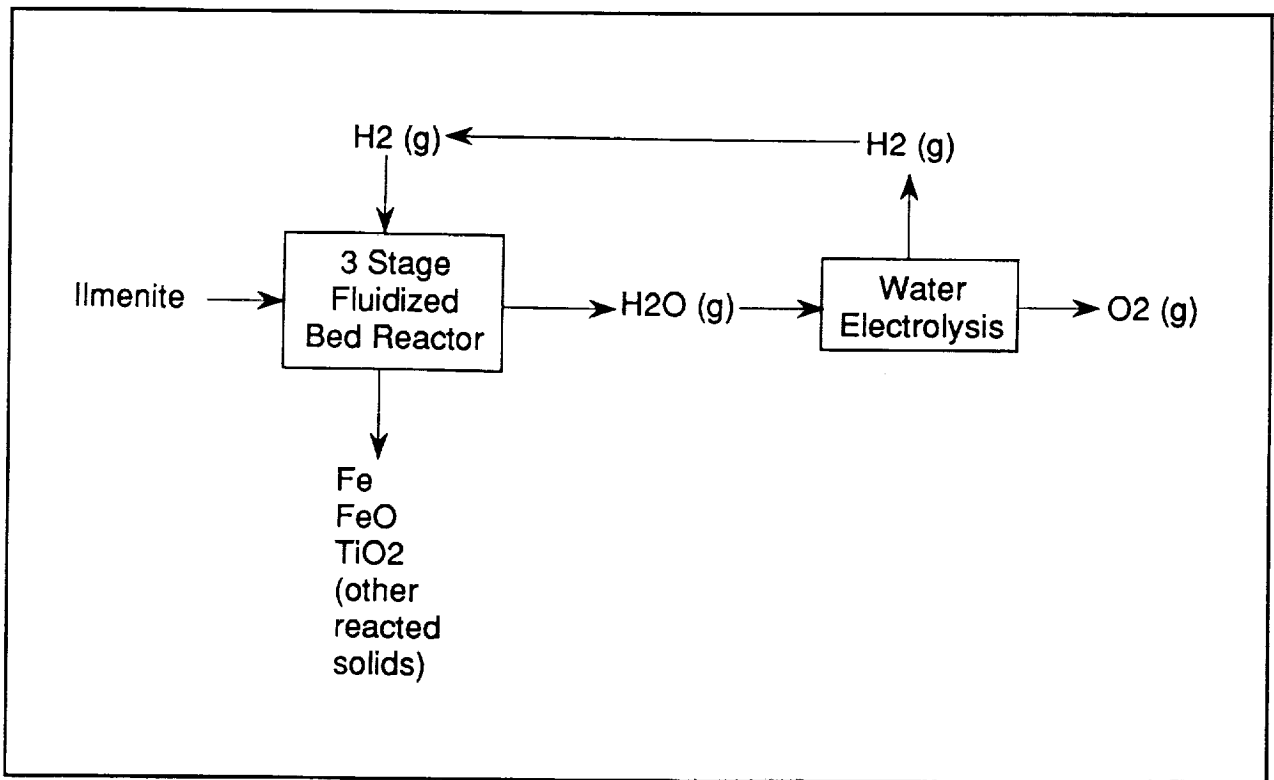 H2 (g)
H2 (g)
3 Stage
Fluidized
Bed Reactor
Ilmenite
H2O (g)
Water
Electrolysis
O2 (g)
Fe
FeO
TiO2
(other
reacted
solids)